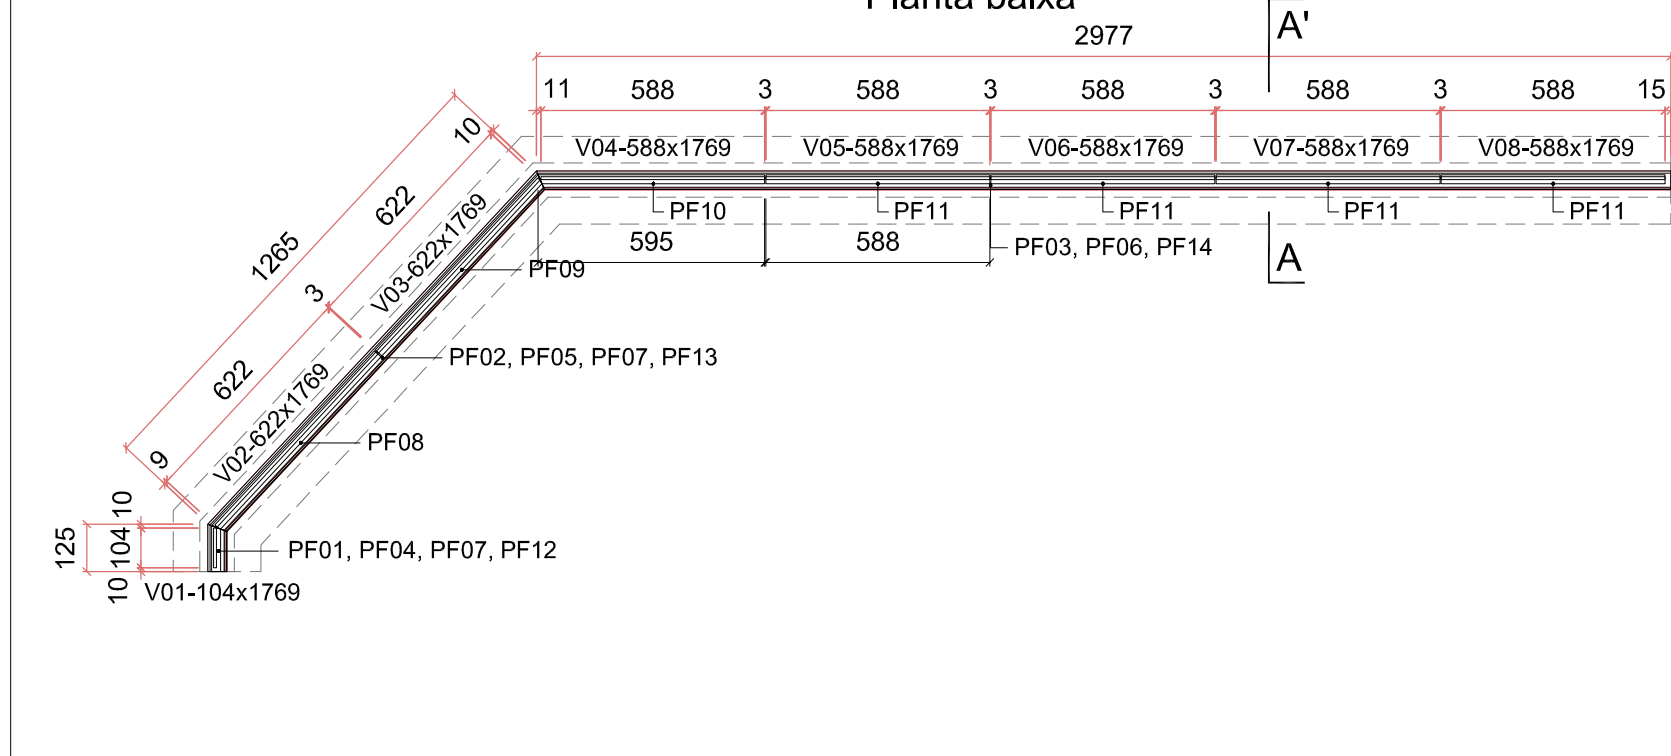 Planta baixa
A'
2977
11 588 3 588 3 588 3 588 3 588 15
V04-588x1769 V05-588x1769 V06-588x1769 V07-588x1769 V08-588x1769
PF10 PF11 PF11 PF11 PF11
595 588 PF03, PF06, PF14
A
10
622
1265
V03-622x1769
PF09
3
PF02, PF05, PF07, PF13
622
V02-622x1769
PF08
9
10
125 104
10
PF01, PF04, PF07, PF12
V01-104x1769